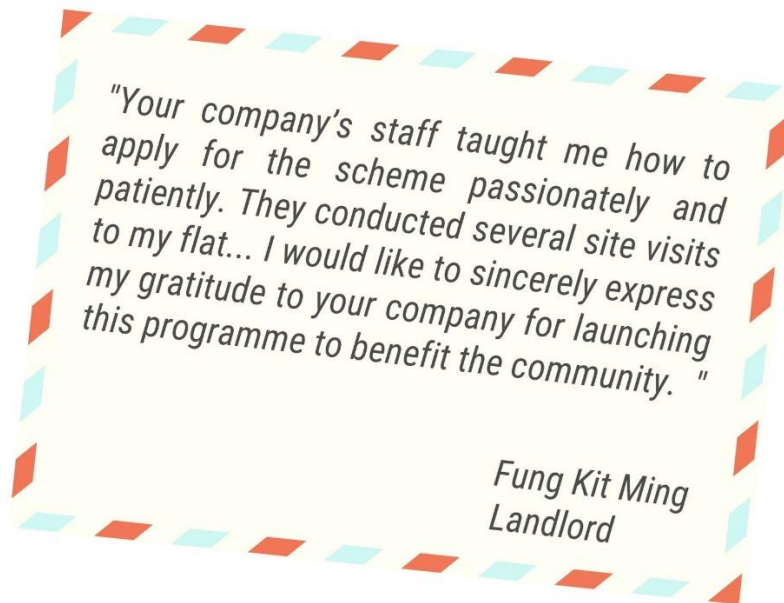 "Your company’s staff taught me how to
apply for the scheme passionately and
patiently. They conducted several site visits
to my flat... I would like to sincerely express
my gratitude to your company for launching
this programme to benefit the community.  "
Fung Kit Ming
Landlord